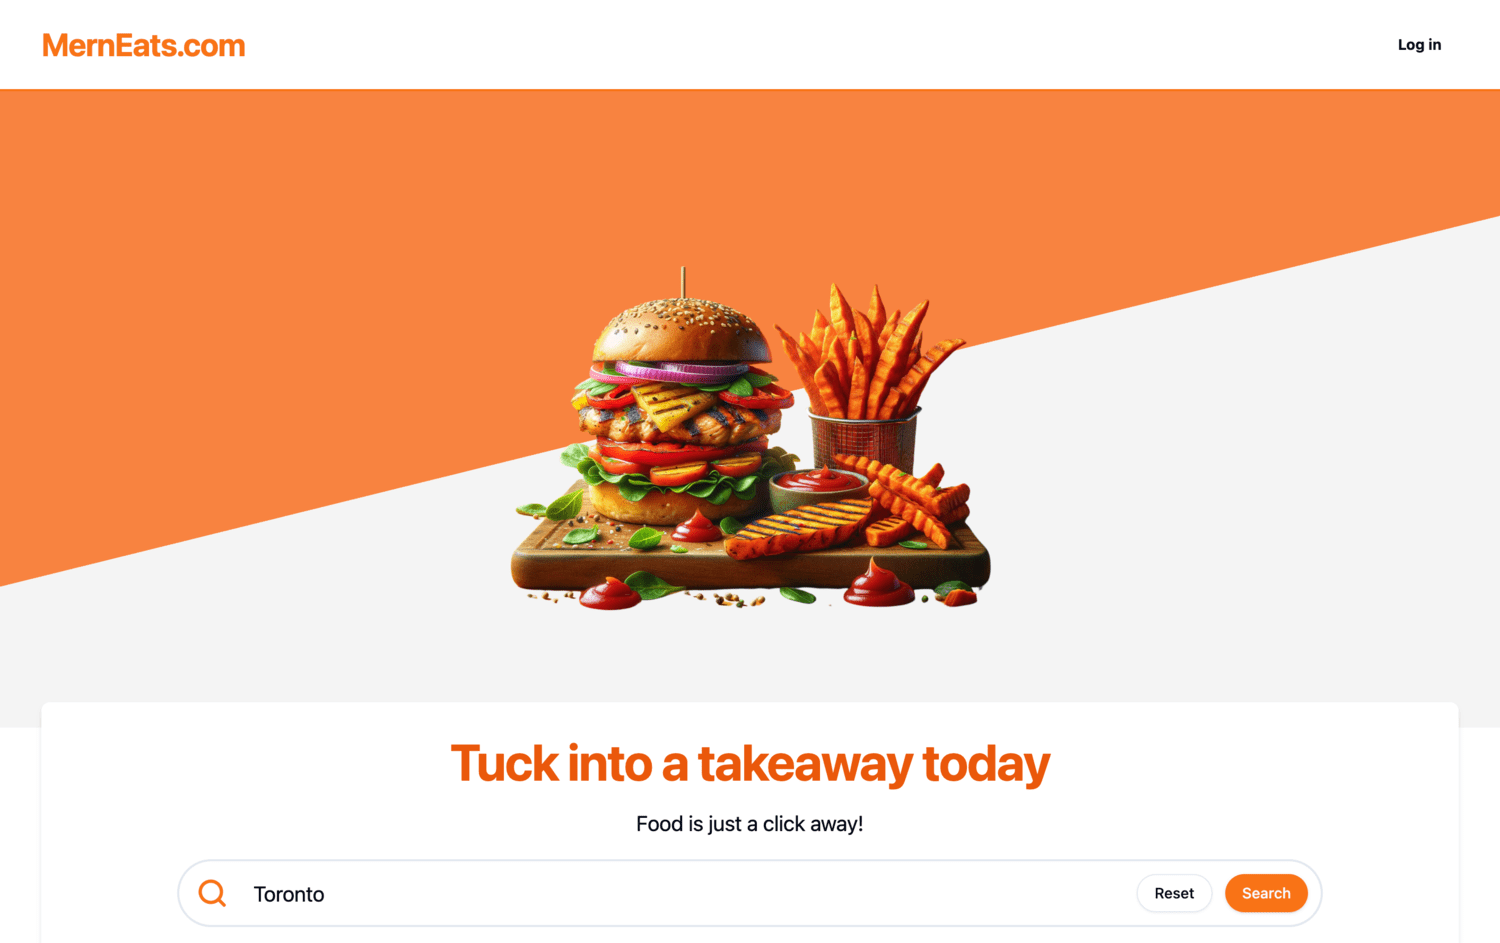 MernEats.com
Log in
Tuck into a takeaway today
Food is just a click away!
Toronto
Reset
Search